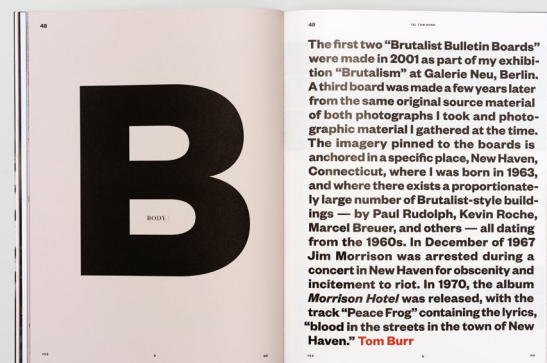 48
B
BODY
48
The first two “Brutalist Bulletin Boards”
were made in 2001 as part of my exhibi-
tion “Brutalism” at Galerie Neu, Berlin.
A third board was made a few years later
from the same original source material
of both photographs I took and photo-
graphic material I gathered at the time.
The imagery pinned to the boards is
anchored in a specific place, New Haven,
Connecticut, where I was born in 1963,
and where there exists a proportionate-
ly large number of Brutalist-style build-
ings — by Paul Rudolph, Kevin Roche,
Marcel Breuer, and others — all dating
from the 1960s. In December of 1967
Jim Morrison was arrested during a
concert in New Haven for obscenity and
incitement to riot. In 1970, the album
Morrison Hotel was released, with the
track “Peace Frog” containing the lyrics,
“blood in the streets in the town of New
Haven.” Tom Burr